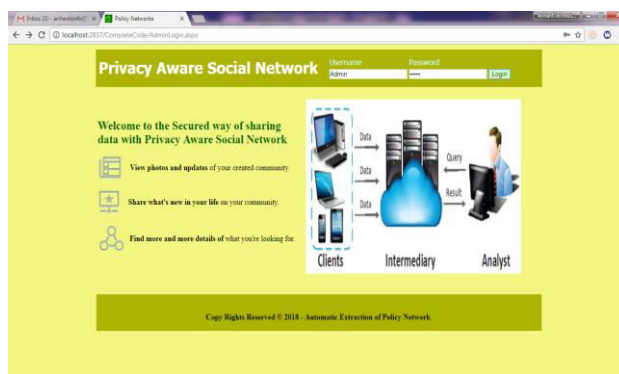 Policy Networks
localhost:2837/CompleteCode/AdminLogin.aspx
Privacy Aware Social Network
Username
Password
Admin
Login
Welcome to the Secured way of sharing
data with Privacy Aware Social Network
View photos and updates of your created community.
Share what's new in your life on your community.
Find more and more details of what you're looking for.
Data
Data
Data
Query
Result
Clients
Intermediary
Analyst
Copy Rights Reserved © 2018 - Automatic Extraction of Policy Network